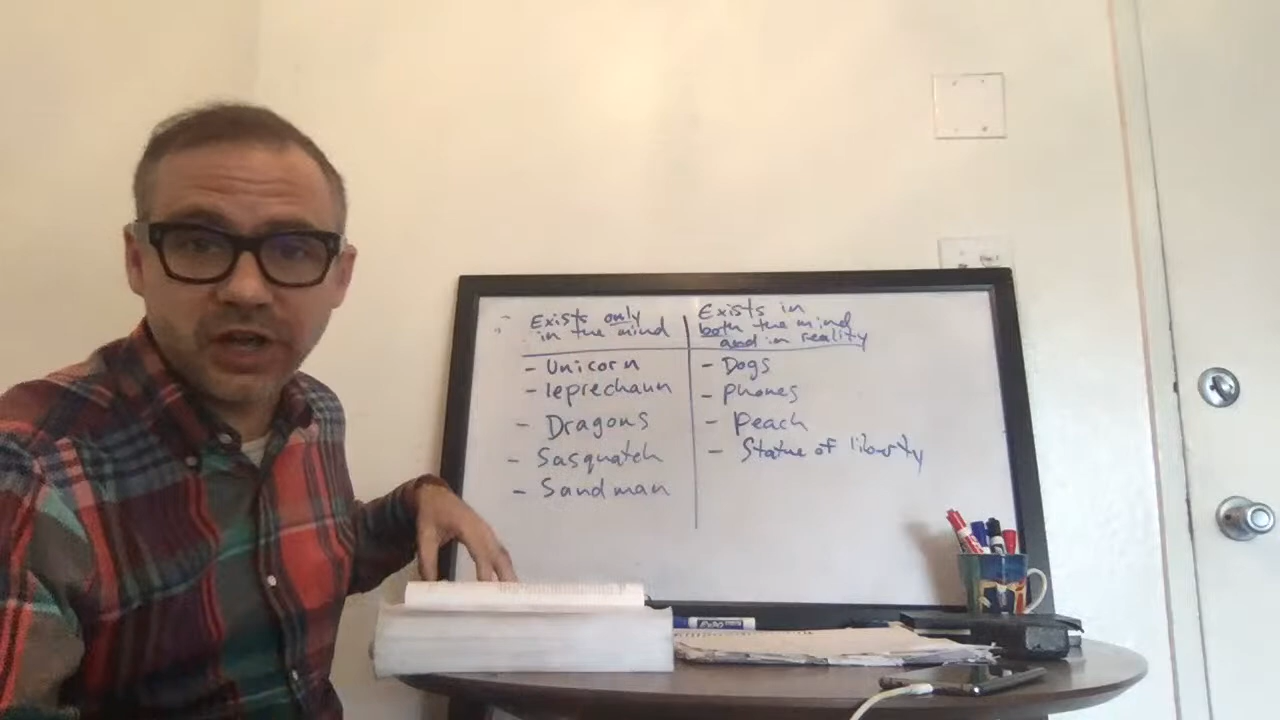 Exists only
in the mind
- Unicorn
- leprechaun
- Dragons
- Sasquatch
- Sandman
Exists in
both the mind
and in reality
- Dogs
- Phones
- Peach
- Statue of liberty
EXPO